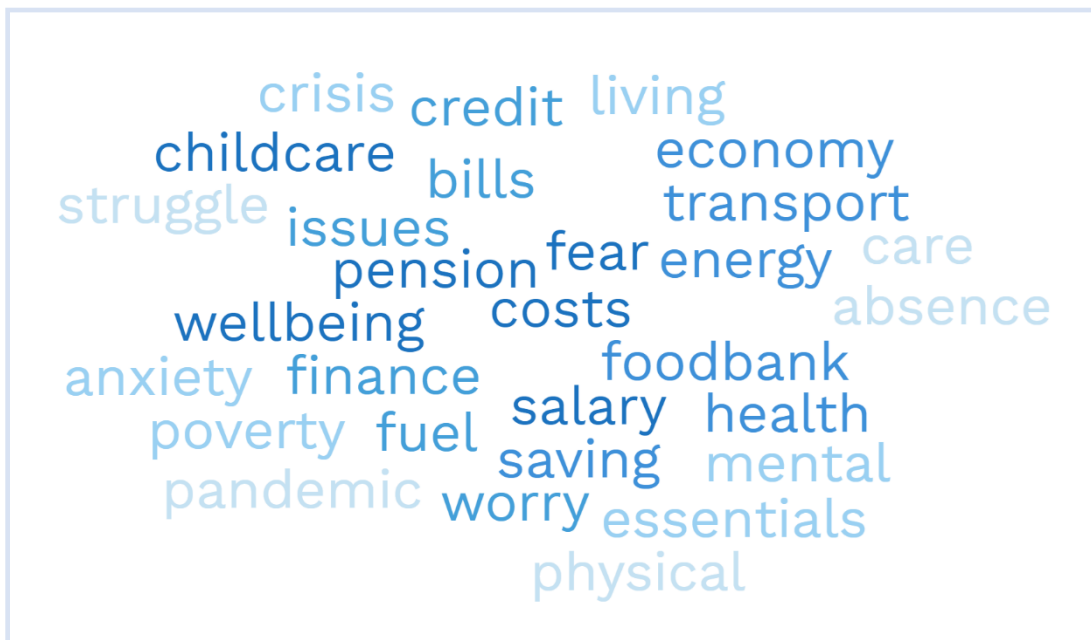 crisis credit living
childcare economy
bills
struggle transport
issues care
pension fear energy
wellbeing costs absence
anxiety finance foodbank
salary health
poverty fuel
saving mental
pandemic worry essentials
physical